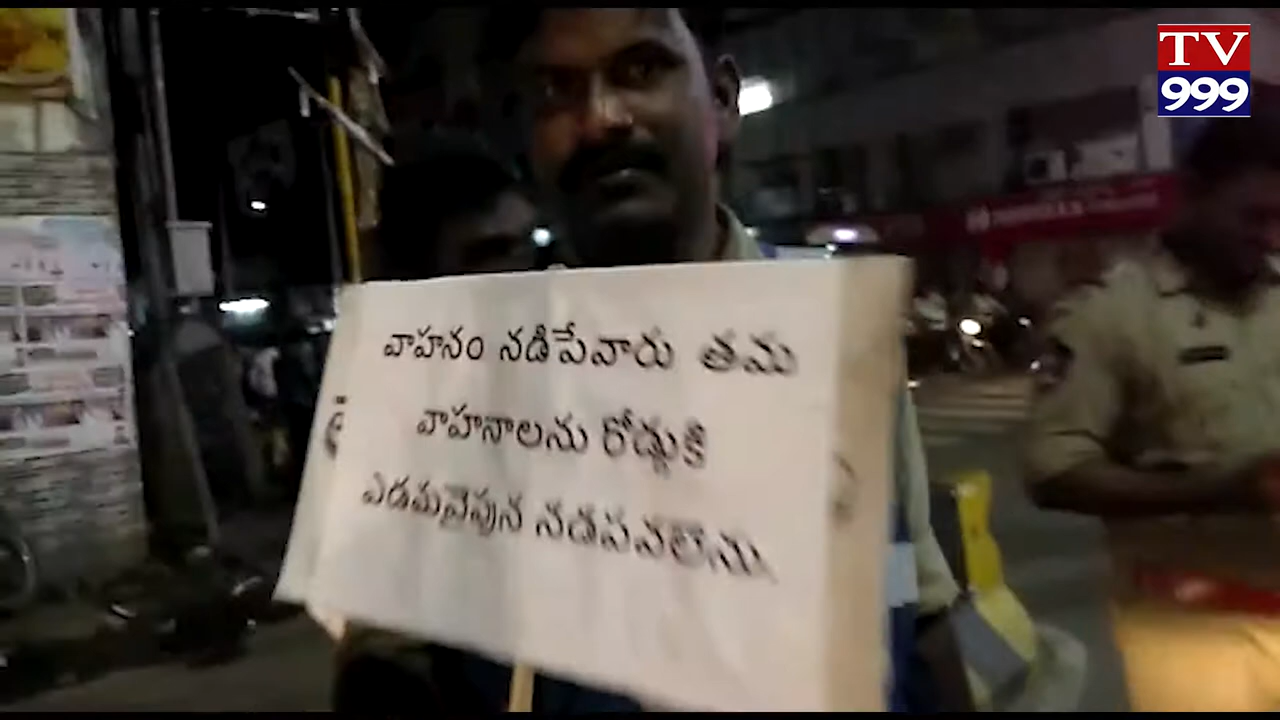 TV
999
వాహనం నడిపేవారు తమ
వాహనాలను రోడ్డుకి
ఎడమవైపున నడపవలెను.